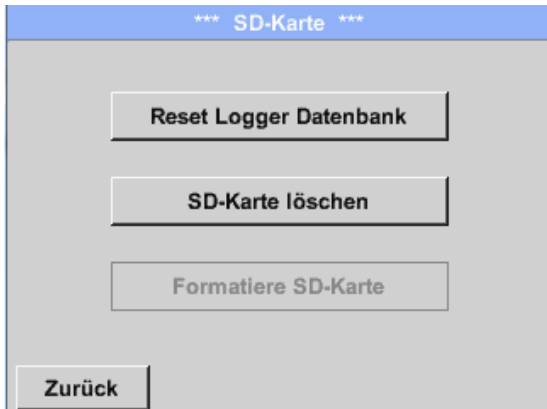 *** SD-Karte ***
Reset Logger Datenbank
SD-Karte löschen
Formatiere SD-Karte
Zurück